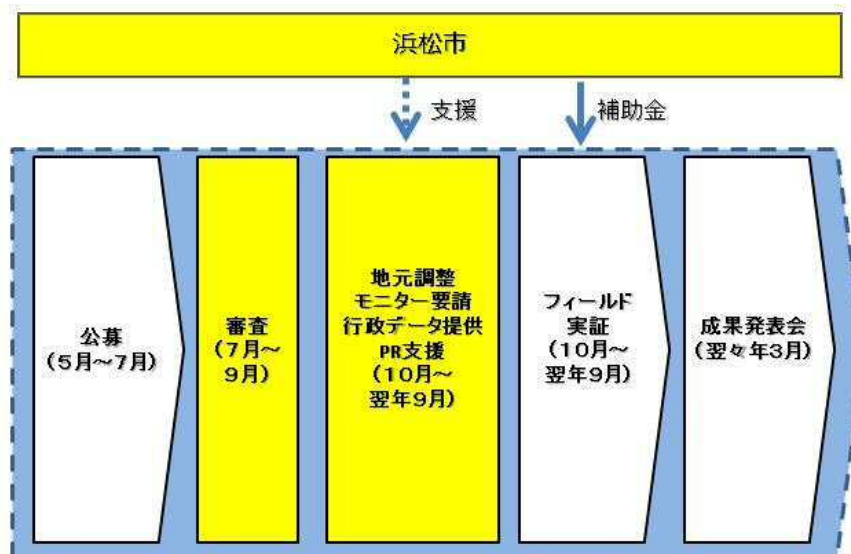 浜松市
支援
補助金
公募
（5月～7月）
審査
（7月～
9月）
地元調整
モニター要請
行政データ提供
PR支援
（10月～
翌年9月）
フィールド
実証
（10月～
翌年9月）
成果発表会
（翌々年3月）